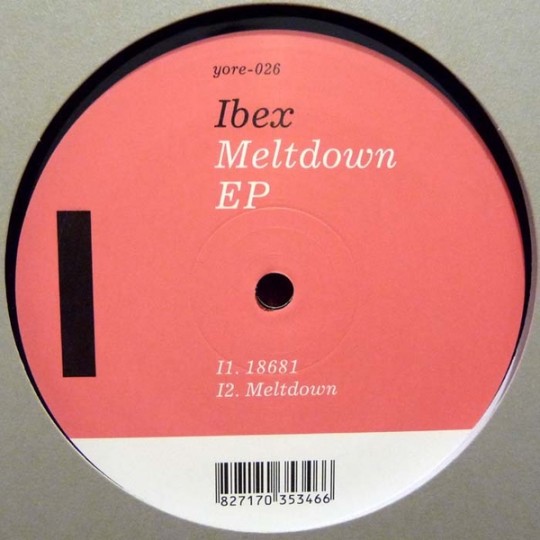 yore-026
Ibex
Meltdown
EP
I1. 18681
I2. Meltdown
827170 353466